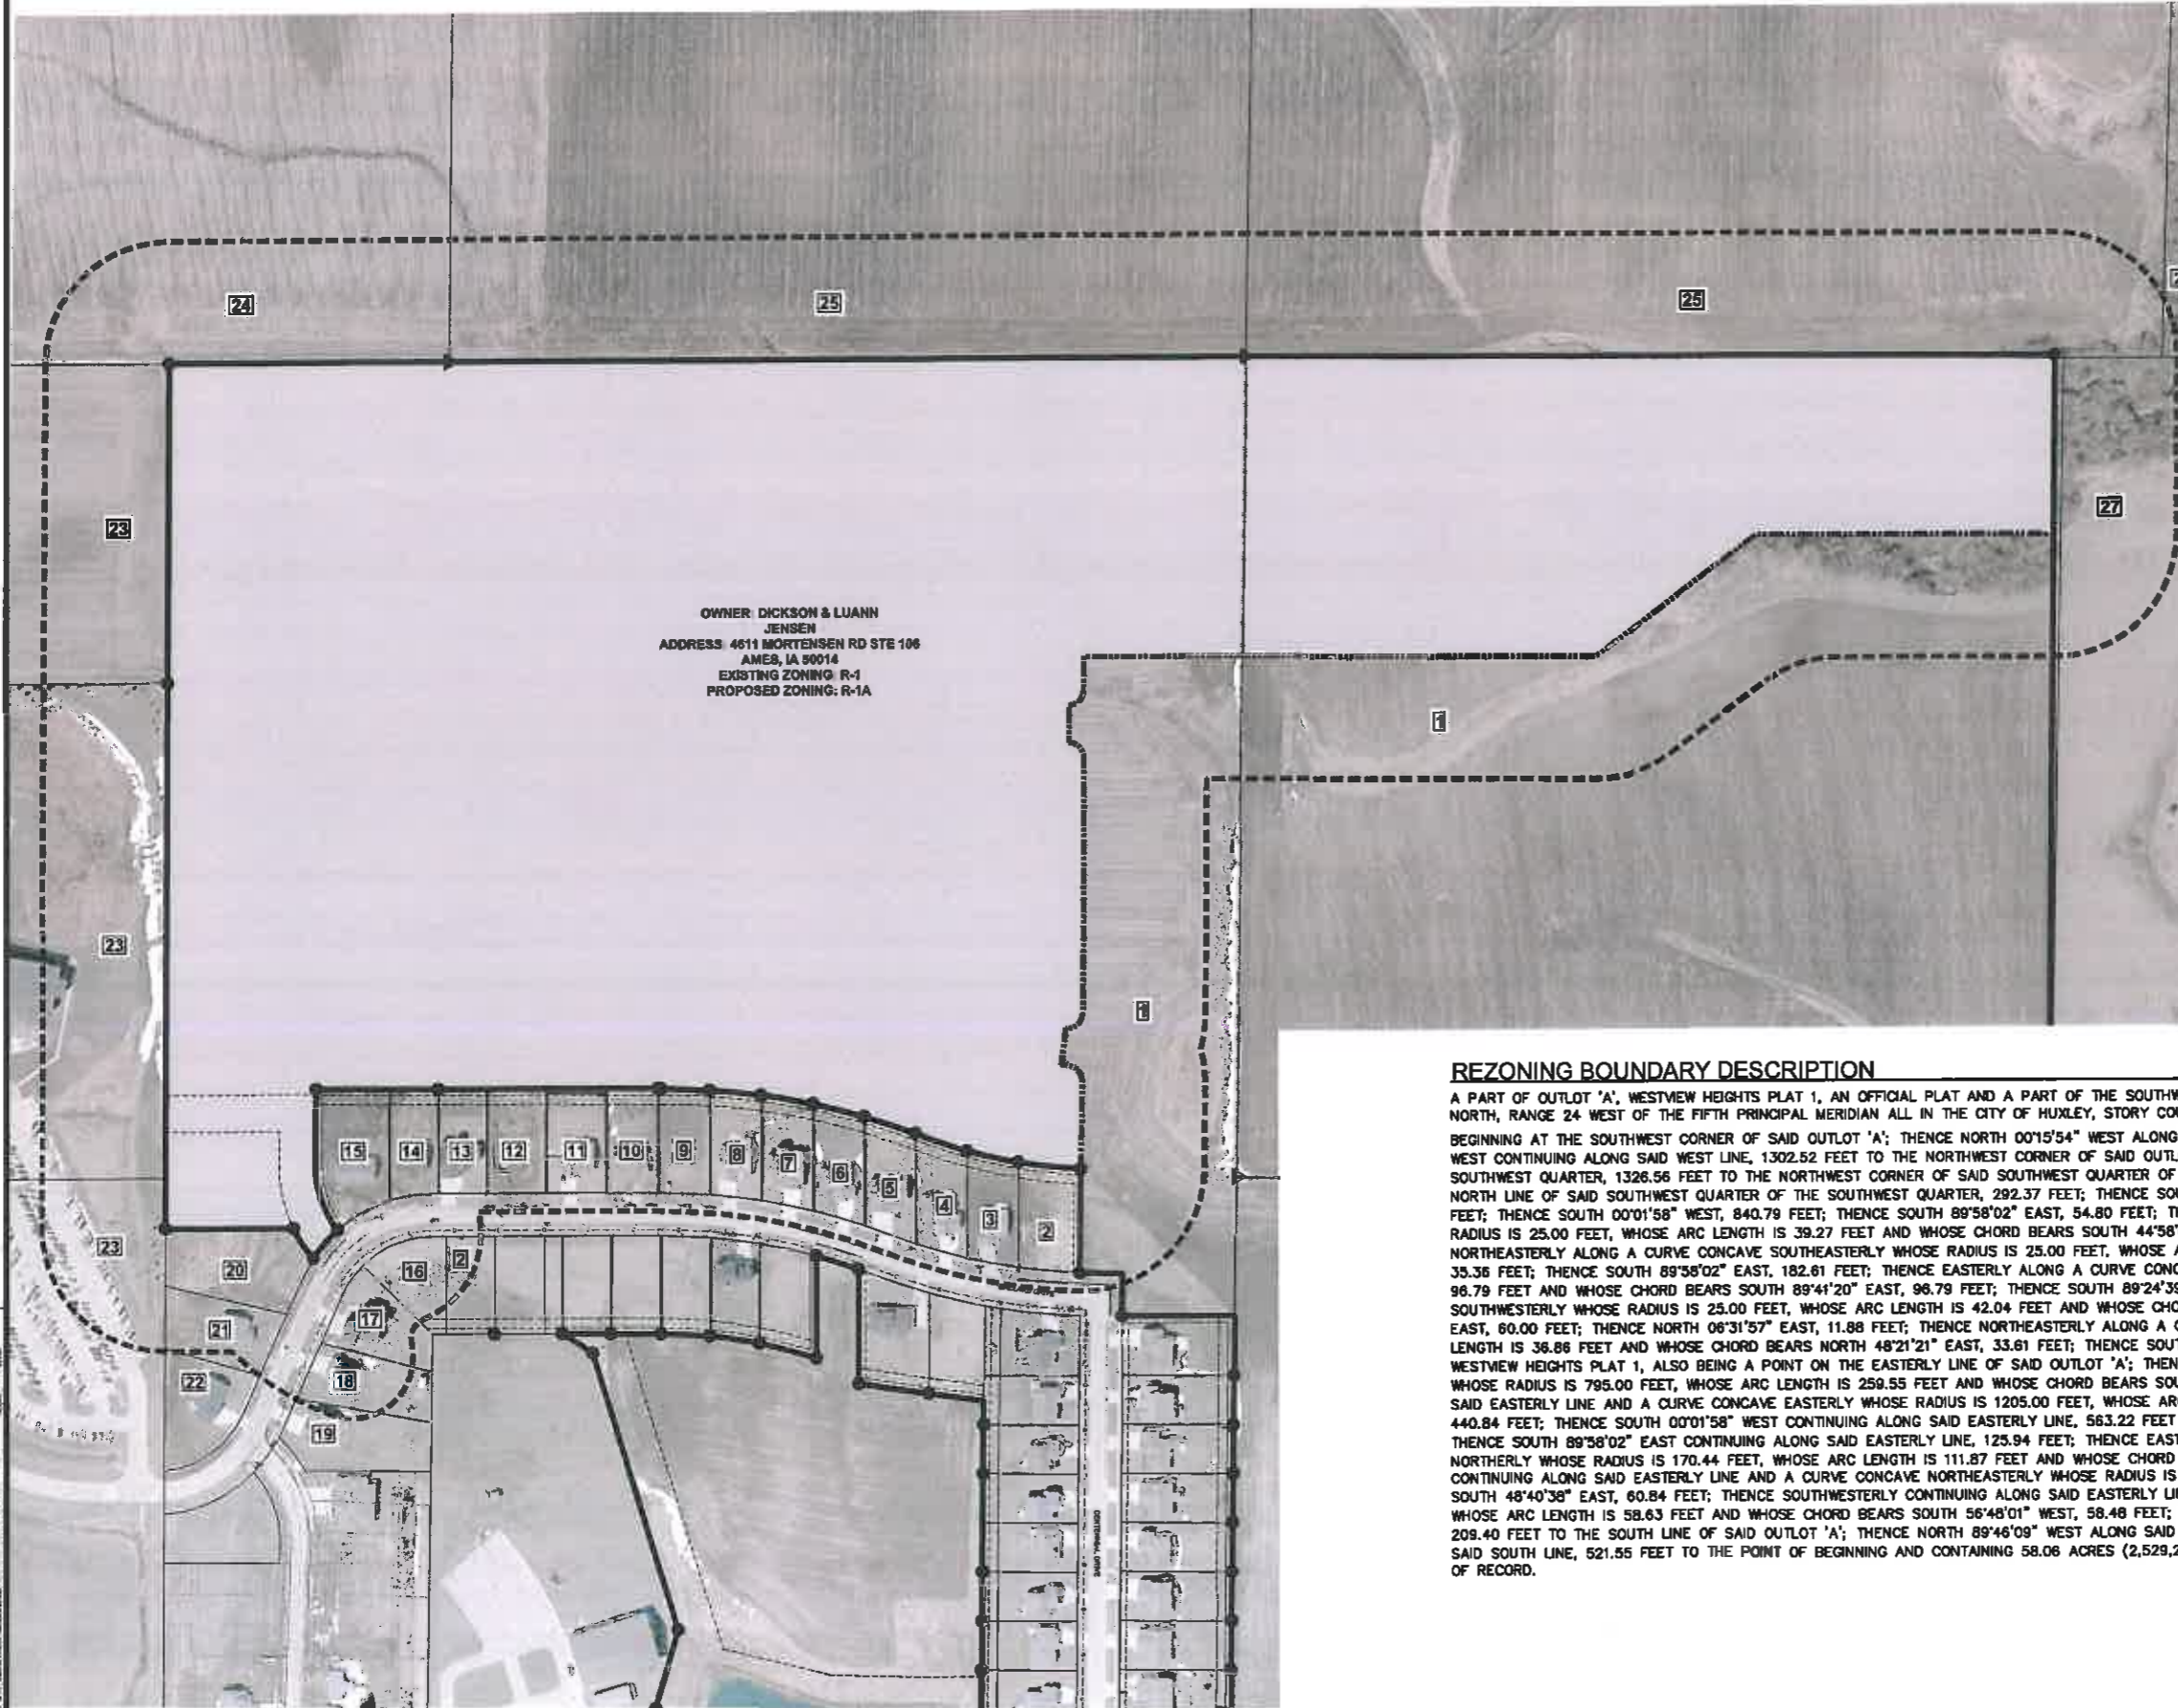 24
25
25
23
27
OWNER: DICKSON & LUANN
JENSEN
ADDRESS: 4611 MORTENSEN RD STE 106
AMES, IA 50014
EXISTING ZONING: R-1
PROPOSED ZONING: R-1A
1
23
1
15
14
13
12
11
10
9
8
7
6
5
4
3
2
23
20
16
2
17
21
18
22
19
CENTENNIAL DRIVE
REZONING BOUNDARY DESCRIPTION
A PART OF OUTLOT 'A', WESTVIEW HEIGHTS PLAT 1, AN OFFICIAL PLAT AND A PART OF THE SOUTHW
NORTH, RANGE 24 WEST OF THE FIFTH PRINCIPAL MERIDIAN ALL IN THE CITY OF HUXLEY, STORY CO
BEGINNING AT THE SOUTHWEST CORNER OF SAID OUTLOT 'A'; THENCE NORTH 00°15'54" WEST ALONG
WEST CONTINUING ALONG SAID WEST LINE, 1302.52 FEET TO THE NORTHWEST CORNER OF SAID OUTL
SOUTHWEST QUARTER, 1326.56 FEET TO THE NORTHWEST CORNER OF SAID SOUTHWEST QUARTER OF
NORTH LINE OF SAID SOUTHWEST QUARTER OF THE SOUTHWEST QUARTER, 292.37 FEET; THENCE SOU
FEET; THENCE SOUTH 00°01'58" WEST, 840.79 FEET; THENCE SOUTH 89°58'02" EAST, 54.80 FEET; T
RADIUS IS 25.00 FEET, WHOSE ARC LENGTH IS 39.27 FEET AND WHOSE CHORD BEARS SOUTH 44°58'
NORTHEASTERLY ALONG A CURVE CONCAVE SOUTHEASTERLY WHOSE RADIUS IS 25.00 FEET, WHOSE A
35.36 FEET; THENCE SOUTH 89°58'02" EAST, 182.61 FEET; THENCE EASTERLY ALONG A CURVE CONC
96.79 FEET AND WHOSE CHORD BEARS SOUTH 89°41'20" EAST, 96.79 FEET; THENCE SOUTH 89°24'39
SOUTHWESTERLY WHOSE RADIUS IS 25.00 FEET, WHOSE ARC LENGTH IS 42.04 FEET AND WHOSE CHO
EAST, 60.00 FEET; THENCE NORTH 06°31'57" EAST, 11.88 FEET; THENCE NORTHEASTERLY ALONG A C
LENGTH IS 36.86 FEET AND WHOSE CHORD BEARS NORTH 48°21'21" EAST, 33.61 FEET; THENCE SOUT
WESTVIEW HEIGHTS PLAT 1, ALSO BEING A POINT ON THE EASTERLY LINE OF SAID OUTLOT 'A'; THEN
WHOSE RADIUS IS 795.00 FEET, WHOSE ARC LENGTH IS 259.55 FEET AND WHOSE CHORD BEARS SOU
SAID EASTERLY LINE AND A CURVE CONCAVE EASTERLY WHOSE RADIUS IS 1205.00 FEET, WHOSE AR
440.84 FEET; THENCE SOUTH 00°01'58" WEST CONTINUING ALONG SAID EASTERLY LINE, 563.22 FEET
THENCE SOUTH 89°58'02" EAST CONTINUING ALONG SAID EASTERLY LINE, 125.94 FEET; THENCE EAST
NORTHERLY WHOSE RADIUS IS 170.44 FEET, WHOSE ARC LENGTH IS 111.87 FEET AND WHOSE CHORD
CONTINUING ALONG SAID EASTERLY LINE AND A CURVE CONCAVE NORTHEASTERLY WHOSE RADIUS IS
SOUTH 48°40'38" EAST, 60.84 FEET; THENCE SOUTHWESTERLY CONTINUING ALONG SAID EASTERLY LI
WHOSE ARC LENGTH IS 58.63 FEET AND WHOSE CHORD BEARS SOUTH 56°48'01" WEST, 58.48 FEET;
209.40 FEET TO THE SOUTH LINE OF SAID OUTLOT 'A'; THENCE NORTH 89°46'09" WEST ALONG SAID
SAID SOUTH LINE, 521.55 FEET TO THE POINT OF BEGINNING AND CONTAINING 58.06 ACRES (2,529,2
OF RECORD.